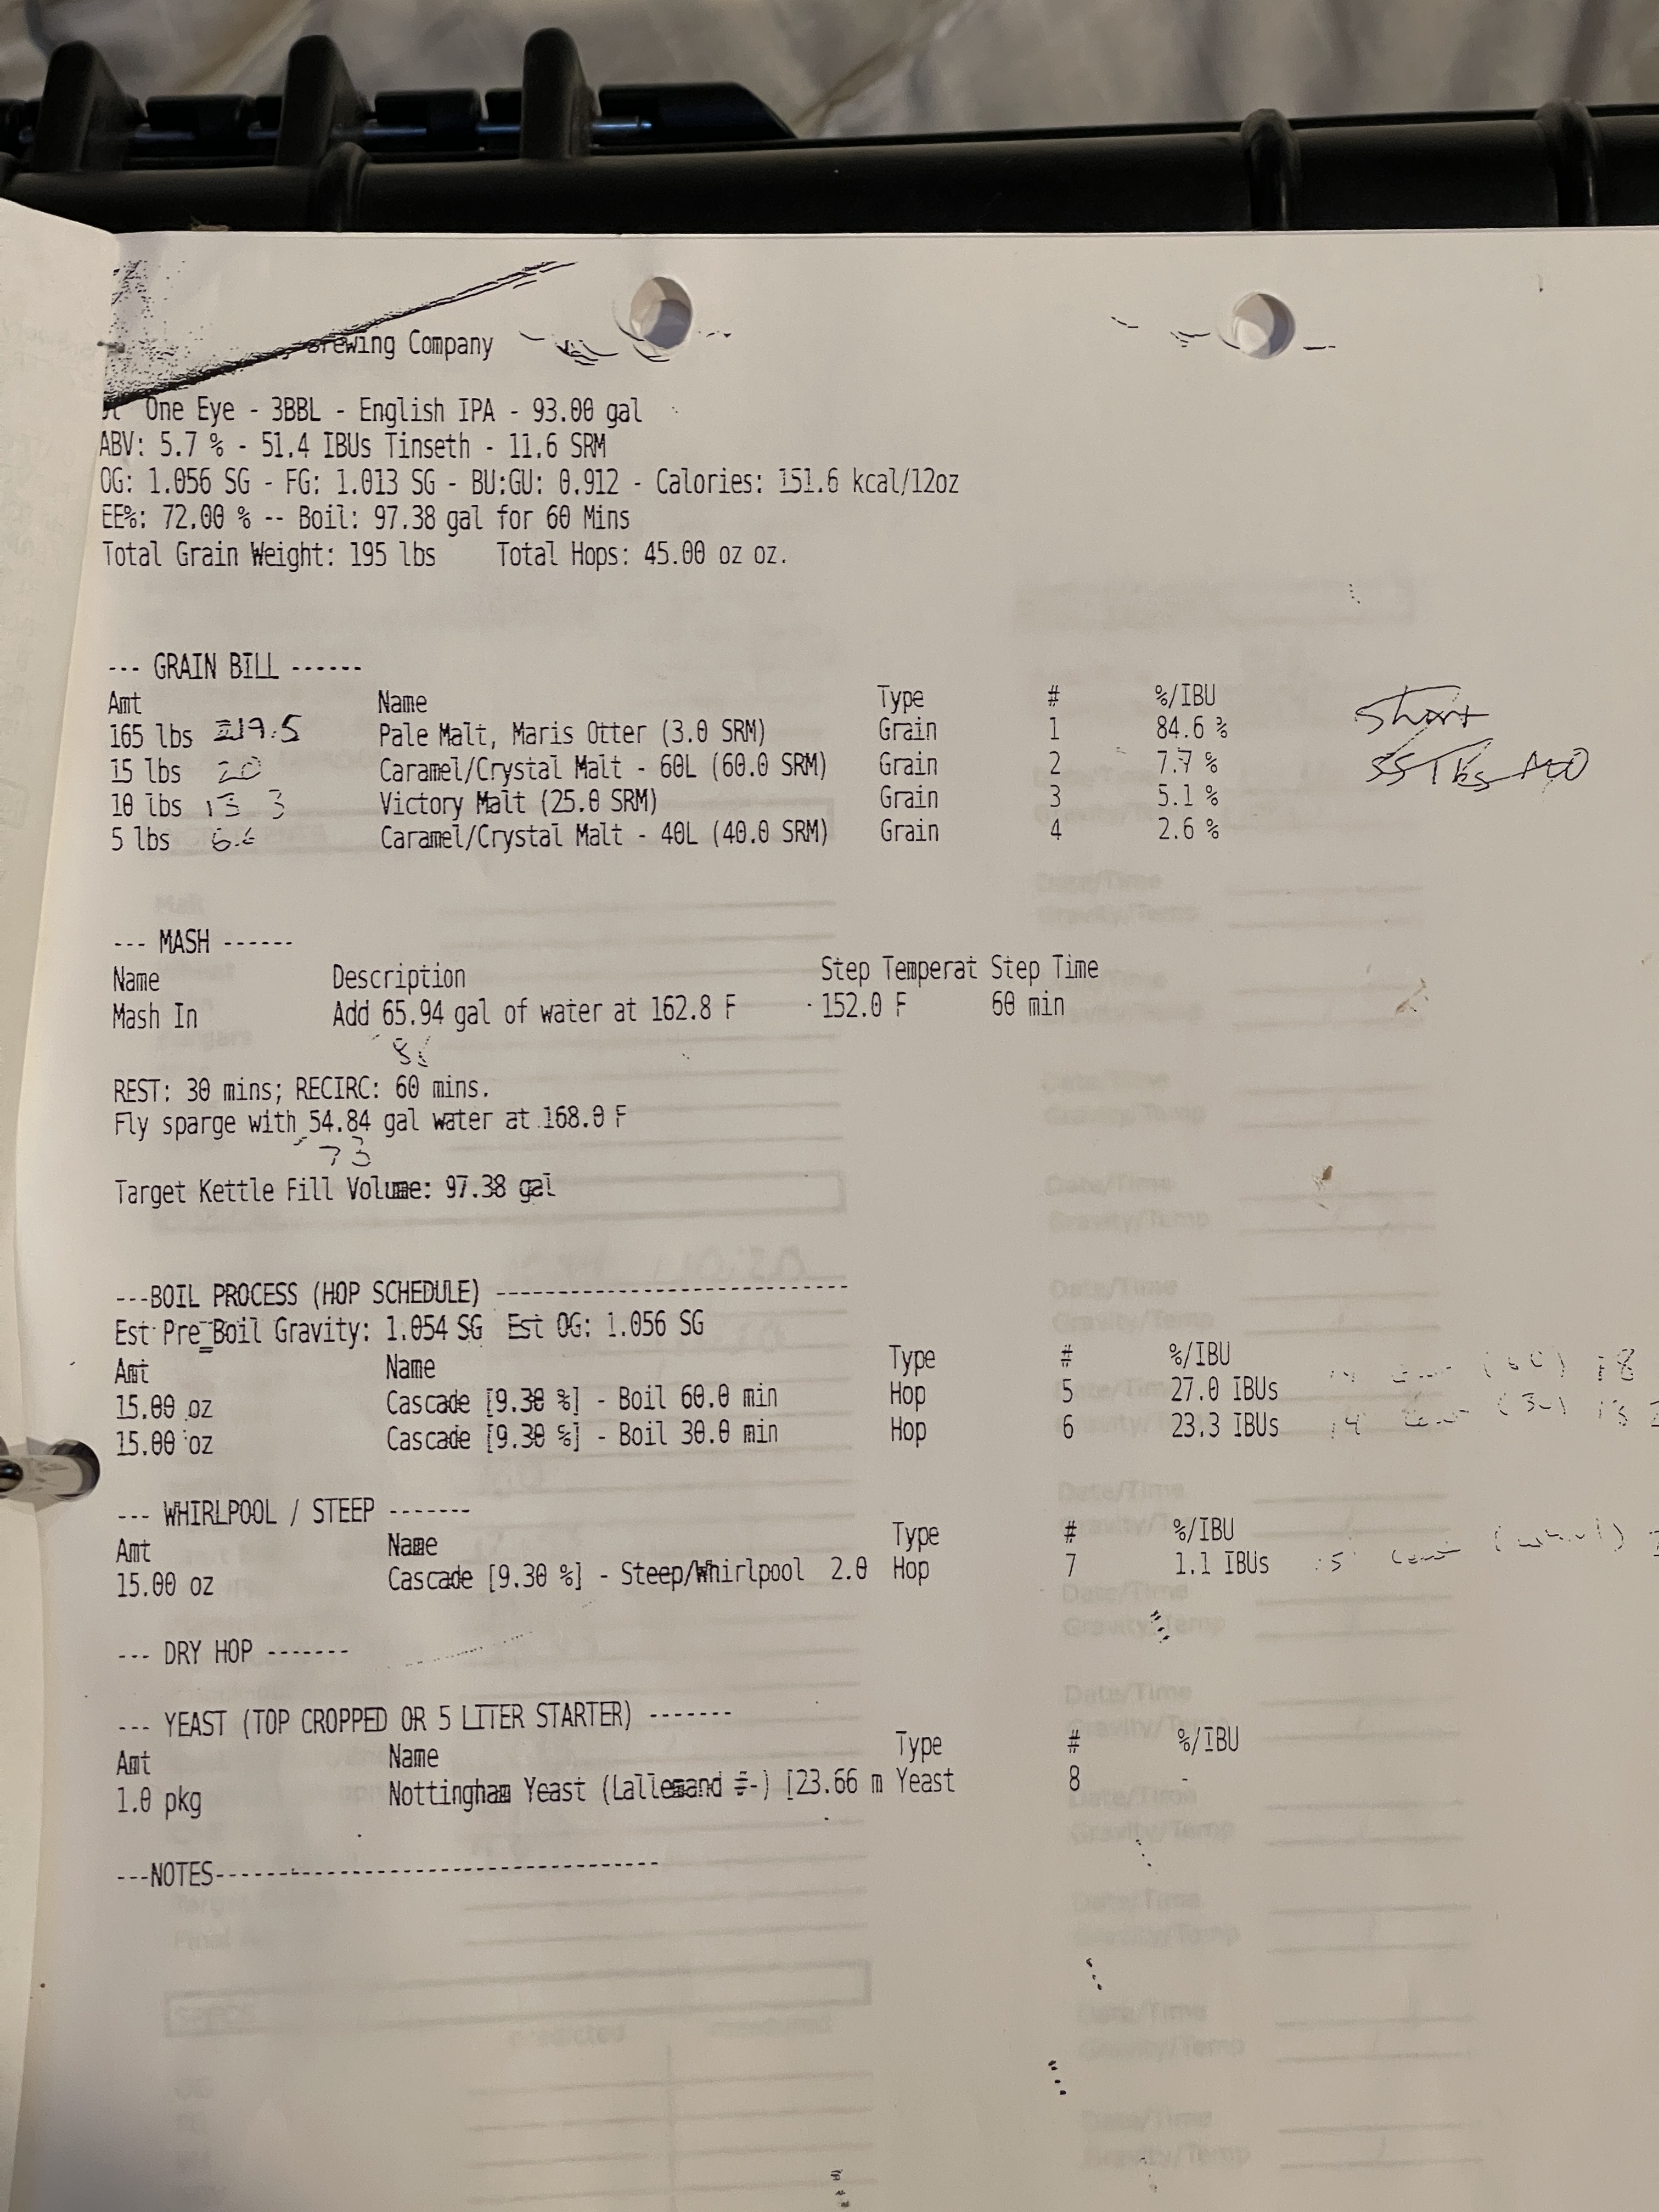 Brewing Company
One Eye - 3BBL - English IPA - 93.00 gal
ABV: 5.7 % - 51.4 IBUs Tinseth - 11.6 SRM
OG: 1.056 SG - FG: 1.013 SG - BU:GU: 0.912 - Calories: 151.6 kcal/12oz
EE%: 72.00 % -- Boil: 97.38 gal for 60 Mins
Total Grain Weight: 195 lbs Total Hops: 45.00 oz oz.
--- GRAIN BILL ------
Amt Name Type # %/IBU
165 lbs 219.5 Pale Malt, Maris Otter (3.0 SRM) Grain 1 84.6 % Short
15 lbs 20 Caramel/Crystal Malt - 60L (60.0 SRM) Grain 2 7.7 % 55 lbs MO
10 lbs 13 3 Victory Malt (25.0 SRM) Grain 3 5.1 %
5 lbs 6.6 Caramel/Crystal Malt - 40L (40.0 SRM) Grain 4 2.6 %
--- MASH ------
Name Description Step Temperat Step Time
Mash In Add 65.94 gal of water at 162.8 F 152.0 F 60 min
REST: 30 mins; RECIRC: 60 mins.
Fly sparge with 54.84 gal water at 168.0 F
73
Target Kettle Fill Volume: 97.38 gal
---BOIL PROCESS (HOP SCHEDULE) -----------------------------
Est Pre_Boil Gravity: 1.054 SG Est OG: 1.056 SG
Amt Name Type # %/IBU
15.00 oz Cascade [9.30 %] - Boil 60.0 min Hop 5 27.0 IBUs
15.00 oz Cascade [9.30 %] - Boil 30.0 min Hop 6 23.3 IBUs
--- WHIRLPOOL / STEEP -------
Amt Name Type # %/IBU
15.00 oz Cascade [9.30 %] - Steep/Whirlpool 2.0 Hop 7 1.1 IBUs
--- DRY HOP -------
--- YEAST (TOP CROPPED OR 5 LITER STARTER) -------
Amt Name Type # %/IBU
1.0 pkg Nottingham Yeast (Lallemand #-) [23.66 m Yeast 8 -
---NOTES-----------------------------------